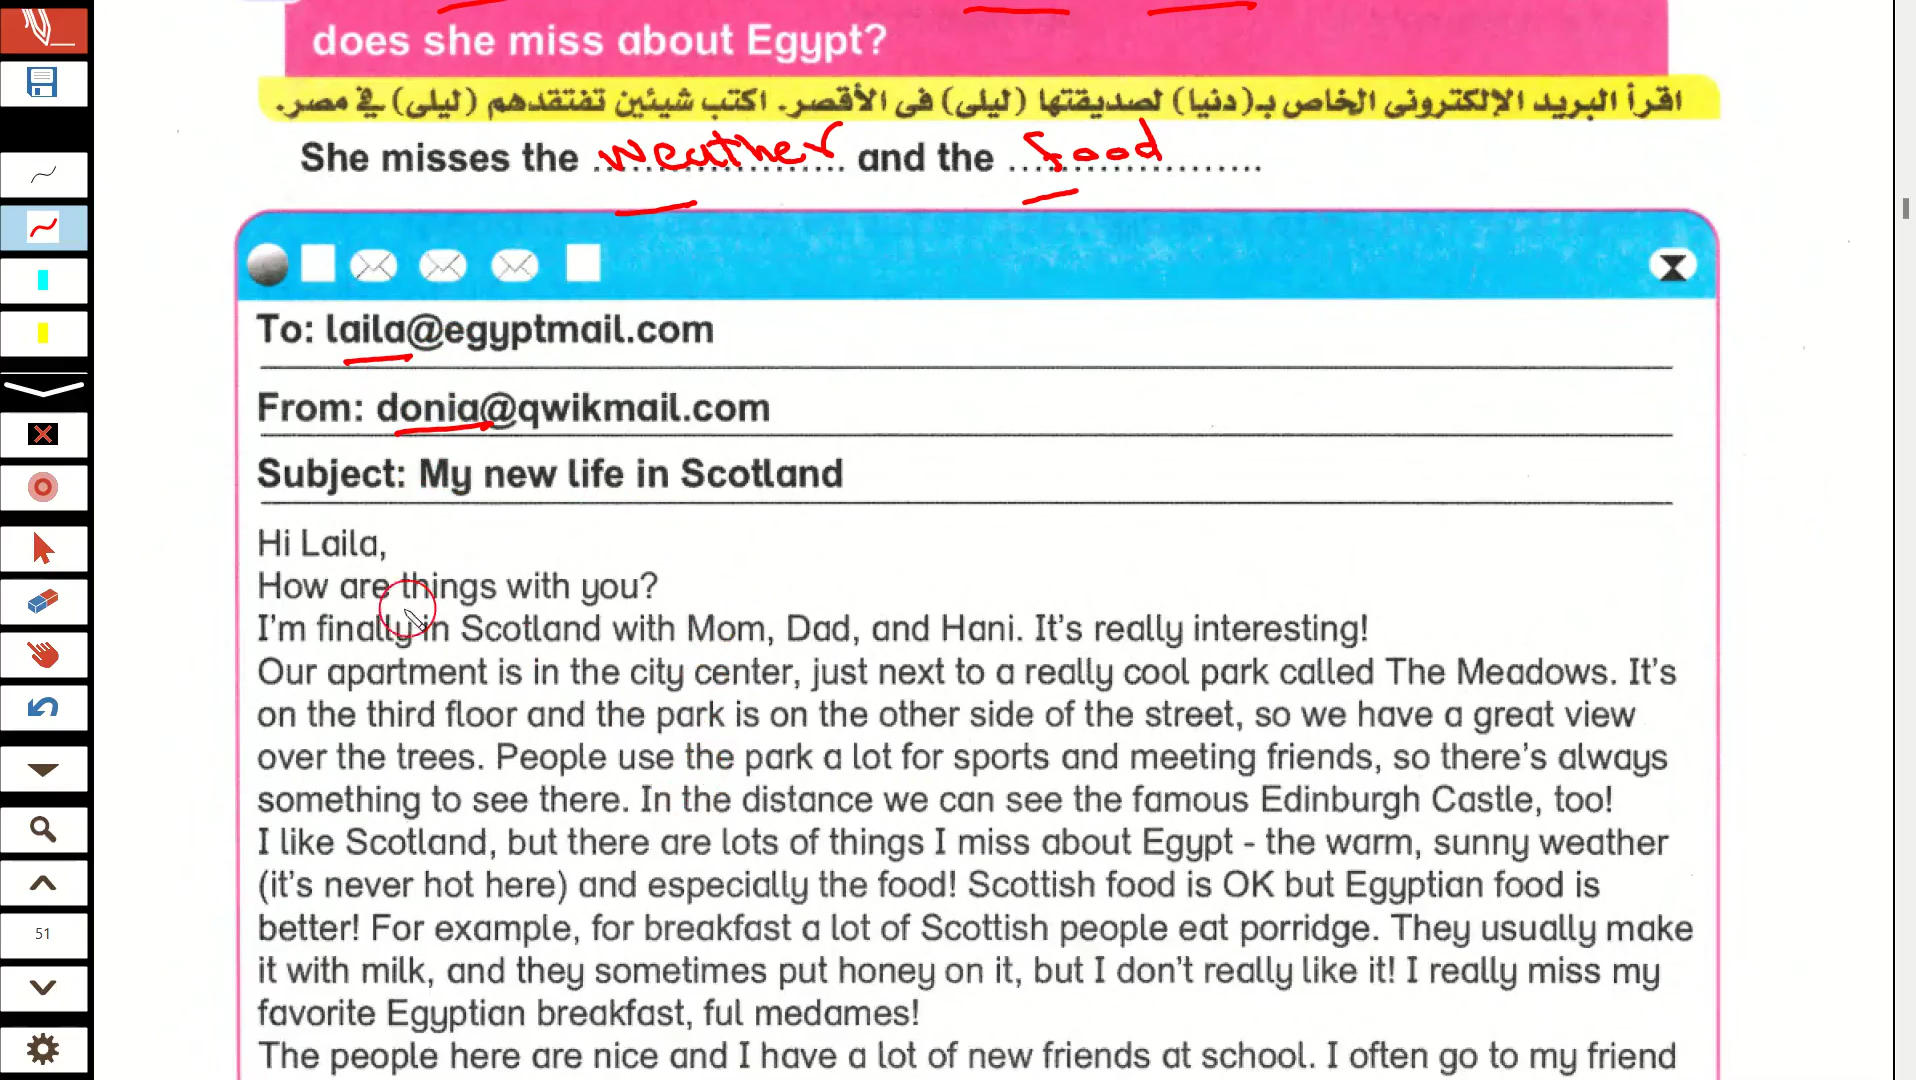 does she miss about Egypt?
اقرأ البريد الإلكترونى الخاص بـ(دنيا) لصديقتها (ليلى) فى الأقصر. اكتب شيئين تفتقدهم (ليلى) في مصر.
She misses the weather and the food
To: laila@egyptmail.com
From: donia@qwikmail.com
Subject: My new life in Scotland
Hi Laila,
How are things with you?
I'm finally in Scotland with Mom, Dad, and Hani. It's really interesting!
Our apartment is in the city center, just next to a really cool park called The Meadows. It's
on the third floor and the park is on the other side of the street, so we have a great view
over the trees. People use the park a lot for sports and meeting friends, so there's always
something to see there. In the distance we can see the famous Edinburgh Castle, too!
I like Scotland, but there are lots of things I miss about Egypt - the warm, sunny weather
(it's never hot here) and especially the food! Scottish food is OK but Egyptian food is
better! For example, for breakfast a lot of Scottish people eat porridge. They usually make
it with milk, and they sometimes put honey on it, but I don't really like it! I really miss my
favorite Egyptian breakfast, ful medames!
The people here are nice and I have a lot of new friends at school. I often go to my friend
51